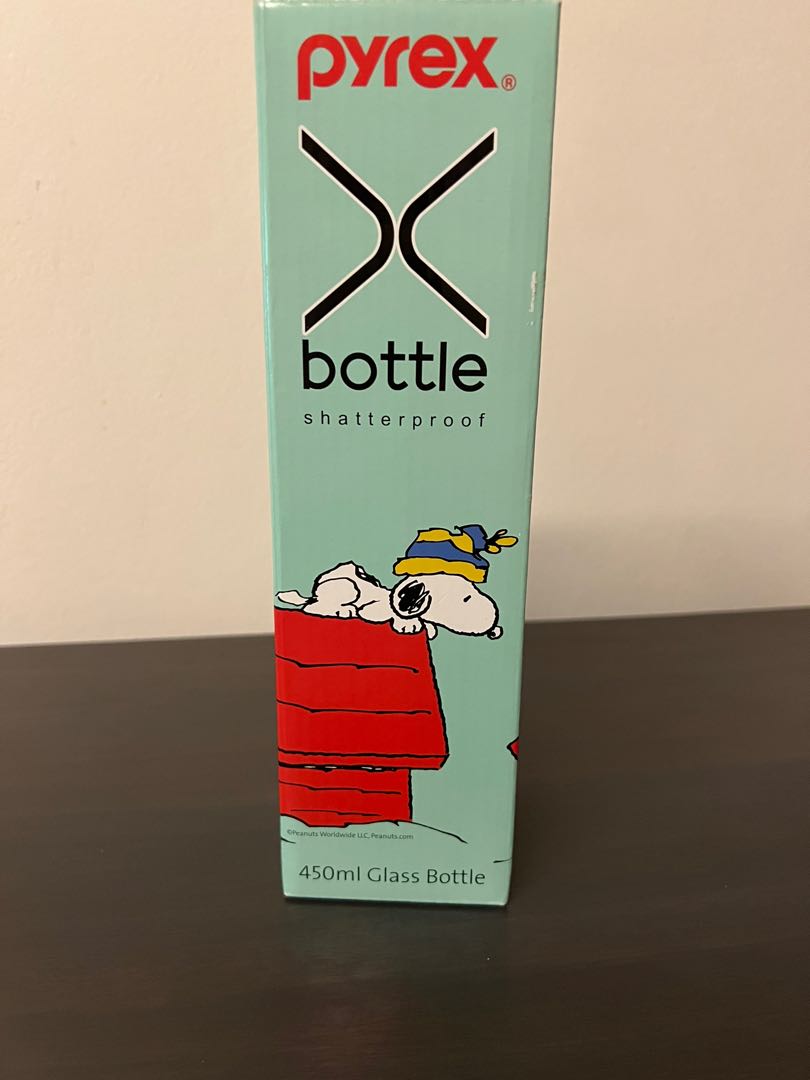 pyrex®
X
bottle
shatterproof
©Peanuts Worldwide LLC, Peanuts.com
450ml Glass Bottle